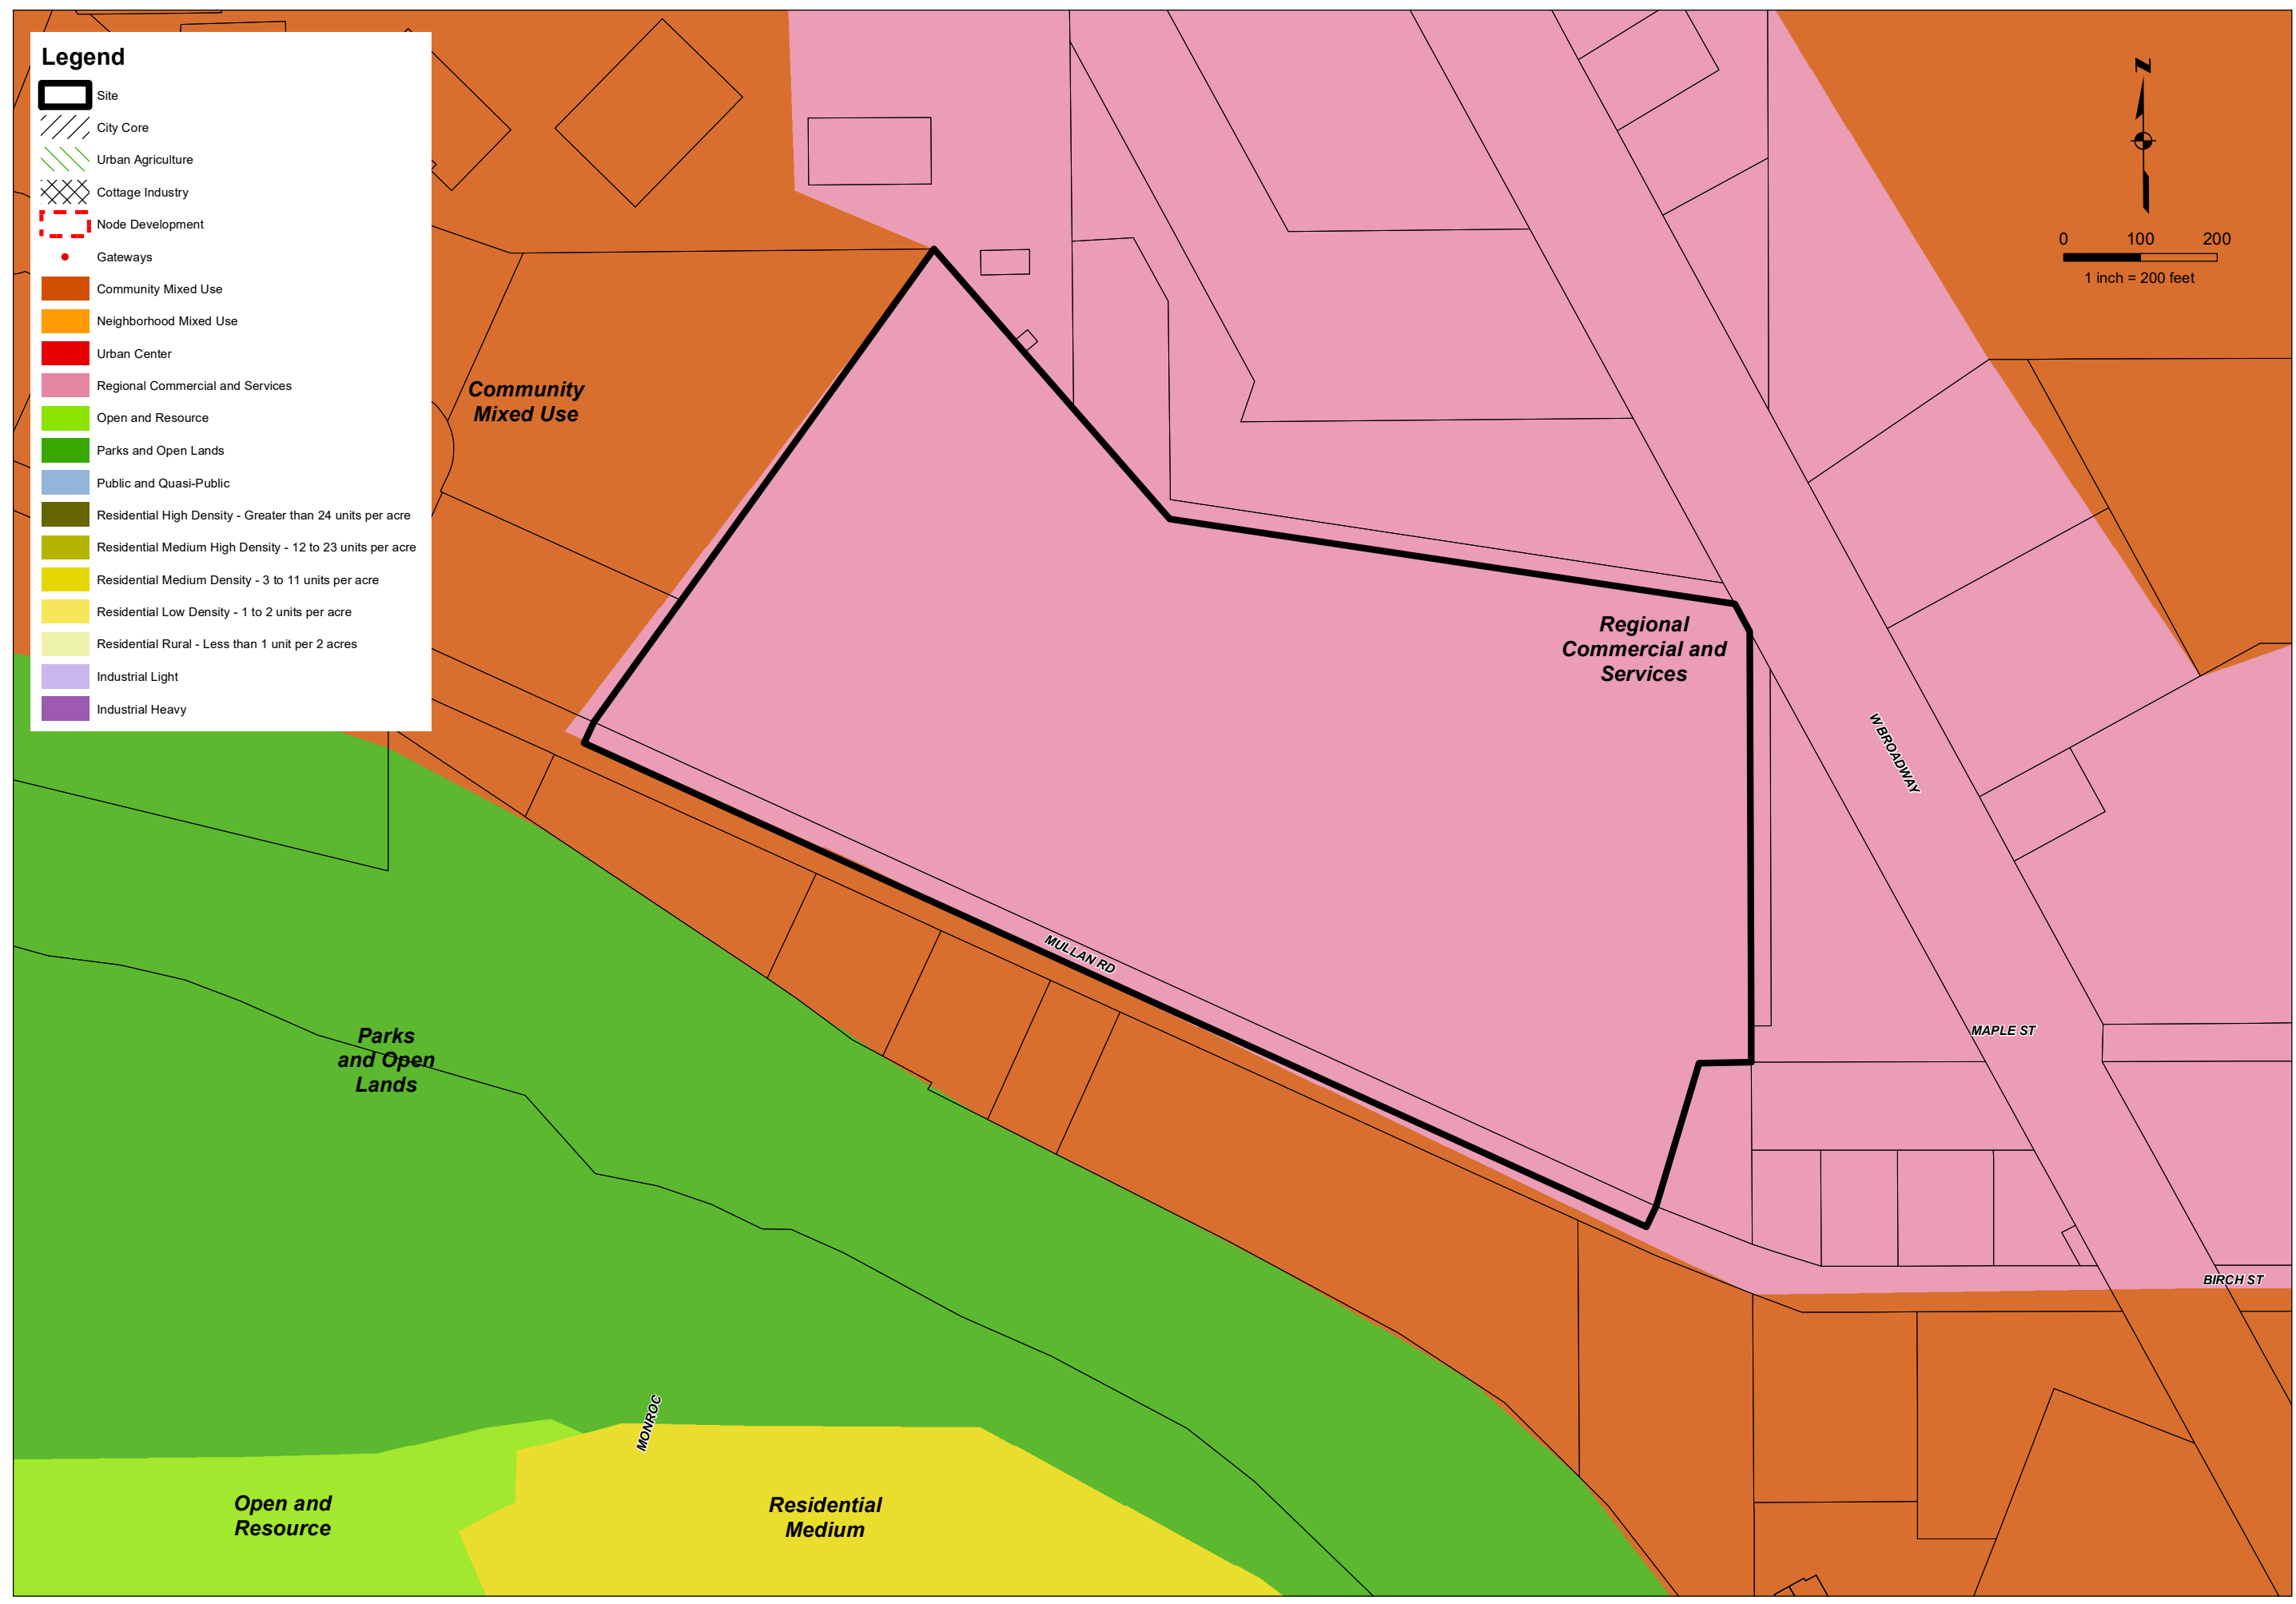 Legend
Site
City Core
Urban Agriculture
Cottage Industry
Node Development
Gateways
Community Mixed Use
Neighborhood Mixed Use
Urban Center
Regional Commercial and Services
Open and Resource
Parks and Open Lands
Public and Quasi-Public
Residential High Density - Greater than 24 units per acre
Residential Medium High Density - 12 to 23 units per acre
Residential Medium Density - 3 to 11 units per acre
Residential Low Density - 1 to 2 units per acre
Residential Rural - Less than 1 unit per 2 acres
Industrial Light
Industrial Heavy
N
0 100 200
1 inch = 200 feet
Community
Mixed Use
Regional
Commercial and
Services
W BROADWAY
MULLAN RD
MAPLE ST
Parks
and Open
Lands
BIRCH ST
MONROC
Open and
Resource
Residential
Medium